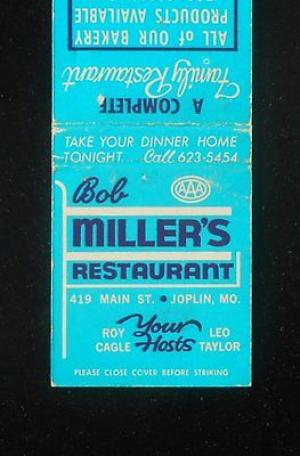 ALL of OUR BAKERY
PRODUCTS AVAILABLE
A COMPLETE
Family Restaurant
TAKE YOUR DINNER HOME
TONIGHT... Call 623-5454
Bob
AAA
MILLER'S
RESTAURANT
419 MAIN ST. • JOPLIN, MO.
ROY CAGLE Your Hosts LEO TAYLOR
PLEASE CLOSE COVER BEFORE STRIKING